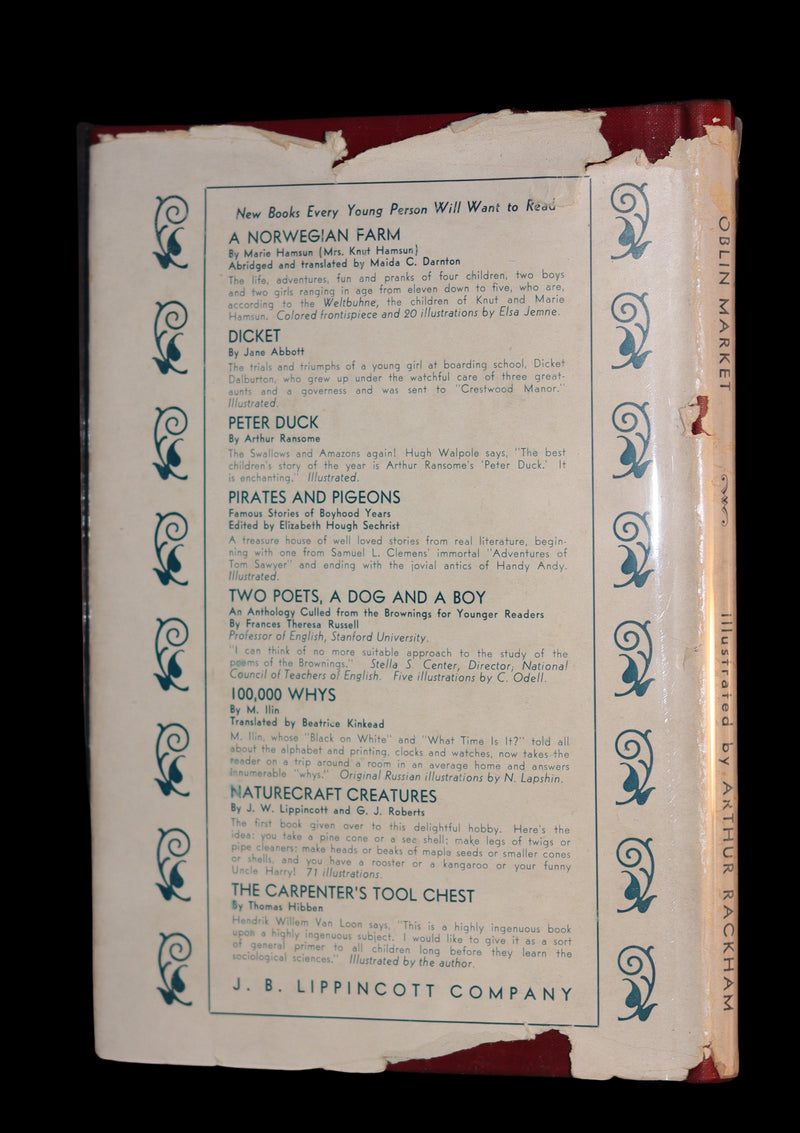 New Books Every Young Person Will Want to Read
A NORWEGIAN FARM
By Marie Hamsun (Mrs. Knut Hamsun)
Abridged and translated by Maida C. Darnton
The life, adventures, fun and pranks of four children, two boys
and two girls ranging in age from eleven down to five, who are,
according to the Weltbuhne, the children of Knut and Marie
Hamsun. Colored frontispiece and 20 illustrations by Elsa Jemne.
DICKET
By Jane Abbott
The trials and triumphs of a young girl at boarding school. Dicket
Dalburton, who grew up under the watchful care of three great-
aunts and a governess and was sent to "Crestwood Manor."
Illustrated.
PETER DUCK
By Arthur Ransome
The Swallows and Amazons again! Hugh Walpole says, "The best
children's story of the year is Arthur Ransome's 'Peter Duck.' It
is enchanting." Illustrated.
PIRATES AND PIGEONS
Famous Stories of Boyhood Years
Edited by Elizabeth Hough Sechrist
A treasure house of well loved stories from real literature, begin-
ning with one from Samuel L. Clemens' immortal "Adventures of
Tom Sawyer" and ending with the jovial antics of Handy Andy.
Illustrated.
TWO POETS, A DOG AND A BOY
An Anthology Culled from the Brownings for Younger Readers
By Frances Theresa Russell
Professor of English, Stanford University.
"I can think of no more suitable approach to the study of the
poems of the Brownings." Stella S. Center, Director, National
Council of Teachers of English. Five illustrations by C. Odell.
100,000 WHYS
By M. Ilin
Translated by Beatrice Kinkead
M. Ilin, whose "Black on White" and "What Time Is It?" told all
about the alphabet and printing, clocks and watches, now takes the
reader on a trip around a room in an average home and answers
innumerable "whys." Original Russian illustrations by N. Lapshin.
NATURECRAFT CREATURES
By J. W. Lippincott and G. J. Roberts
The first book given over to this delightful hobby. Here's the
idea: you take a pine cone or a sea shell; make legs of twigs or
pipe cleaners; make heads or beaks of maple seeds or smaller cones
or shells, and you have a rooster or a kangaroo or your funny
Uncle Harry! 71 illustrations.
THE CARPENTER'S TOOL CHEST
By Thomas Hibben
Hendrik Willem Van Loon says, "This is a highly ingenuous book
upon a highly ingenuous subject. I would like to give it as a sort
of general primer to all children long before they learn the
sociological sciences." Illustrated by the author.
J. B. LIPPINCOTT COMPANY
OBLIN MARKET
Illustrated by ARTHUR RACKHAM